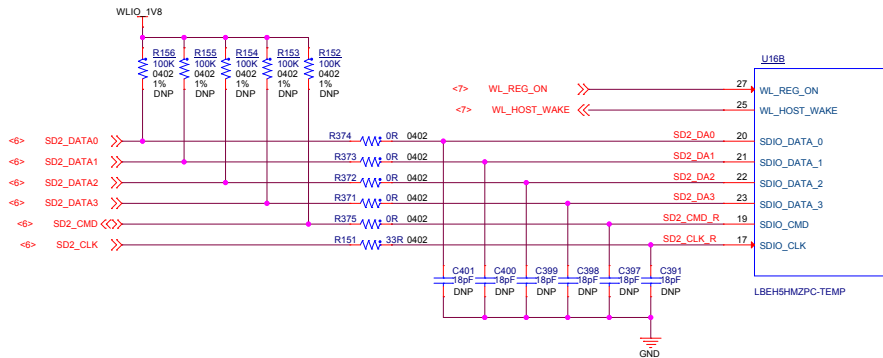 WLIO_1V8
R156 R155 R154 R153 R152
100K 100K 100K 100K 100K
0402 0402 0402 0402 0402
1% 1% 1% 1% 1%
DNP DNP DNP DNP DNP
U16B
<7> WL_REG_ON 27 WL_REG_ON
<7> WL_HOST_WAKE 25 WL_HOST_WAKE
<6> SD2_DATA0 R374 0R 0402 SD2_DA0 20 SDIO_DATA_0
<6> SD2_DATA1 R373 0R 0402 SD2_DA1 21 SDIO_DATA_1
<6> SD2_DATA2 R372 0R 0402 SD2_DA2 22 SDIO_DATA_2
<6> SD2_DATA3 R371 0R 0402 SD2_DA3 23 SDIO_DATA_3
<6> SD2_CMD R375 0R 0402 SD2_CMD_R 19 SDIO_CMD
<6> SD2_CLK R151 33R 0402 SD2_CLK_R 17 SDIO_CLK
C401 C400 C399 C398 C397 C391
18pF 18pF 18pF 18pF 18pF 18pF
DNP DNP DNP DNP DNP DNP
LBEH5HMZPC-TEMP
GND